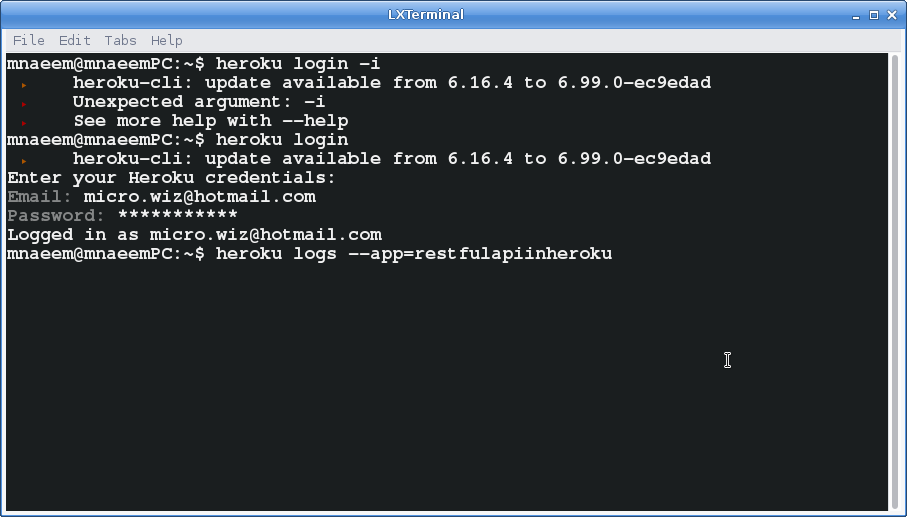 LXTerminal
File Edit Tabs Help
mnaeem@mnaeemPC:~$ heroku login -i
heroku-cli: update available from 6.16.4 to 6.99.0-ec9edad
Unexpected argument: -i
See more help with --help
mnaeem@mnaeemPC:~$ heroku login
heroku-cli: update available from 6.16.4 to 6.99.0-ec9edad
Enter your Heroku credentials:
Email: micro.wiz@hotmail.com
Password: ***********
Logged in as micro.wiz@hotmail.com
mnaeem@mnaeemPC:~$ heroku logs --app=restfulapiinheroku